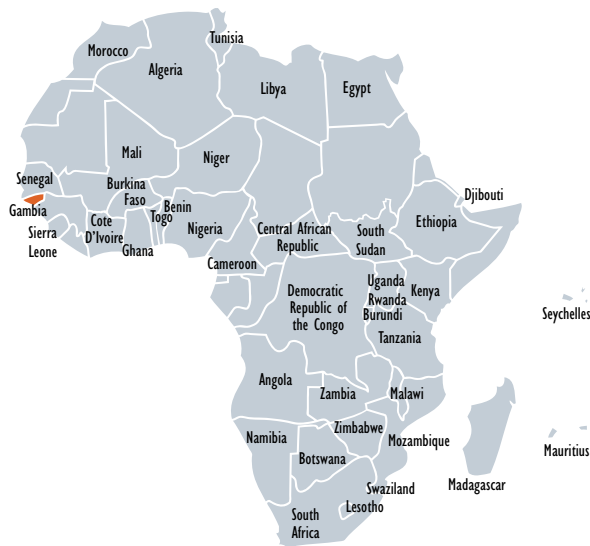 Tunisia
Morocco
Algeria
Libya
Egypt
Mali
Niger
Senegal
Burkina
Faso
Djibouti
Gambia
Benin
Togo
Cote
D'Ivoire
Nigeria
Central African
Republic
South
Sudan
Ethiopia
Sierra
Leone
Ghana
Cameroon
Uganda
Rwanda
Burundi
Kenya
Democratic
Republic of
the Congo
Seychelles
Tanzania
Angola
Zambia
Malawi
Zimbabwe
Namibia
Mozambique
Mauritius
Botswana
Madagascar
Swaziland
Lesotho
South
Africa